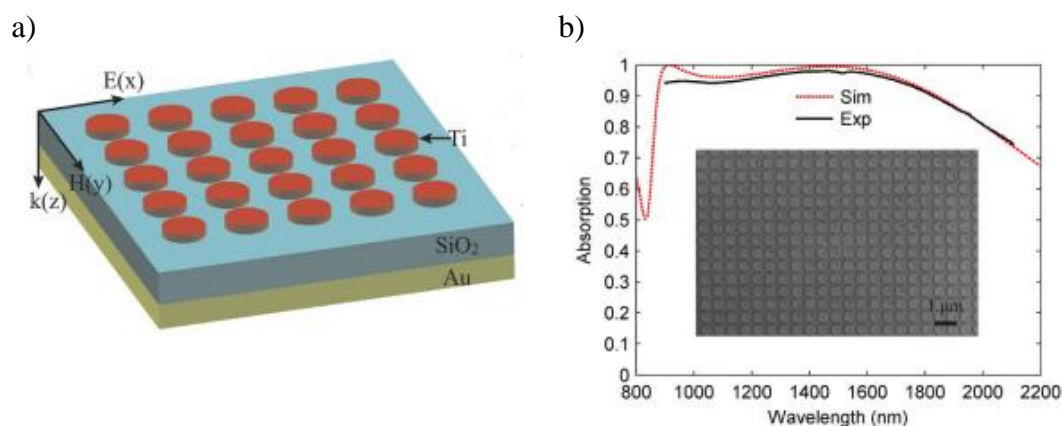 a)
E(x)
H(y)
k(z)
Ti
SiO₂
Au
b)
Absorption
1
0.9
0.8
0.7
0.6
0.5
0.4
0.3
0.2
0.1
0
Sim
Exp
1 μm
800 1000 1200 1400 1600 1800 2000 2200
Wavelength (nm)